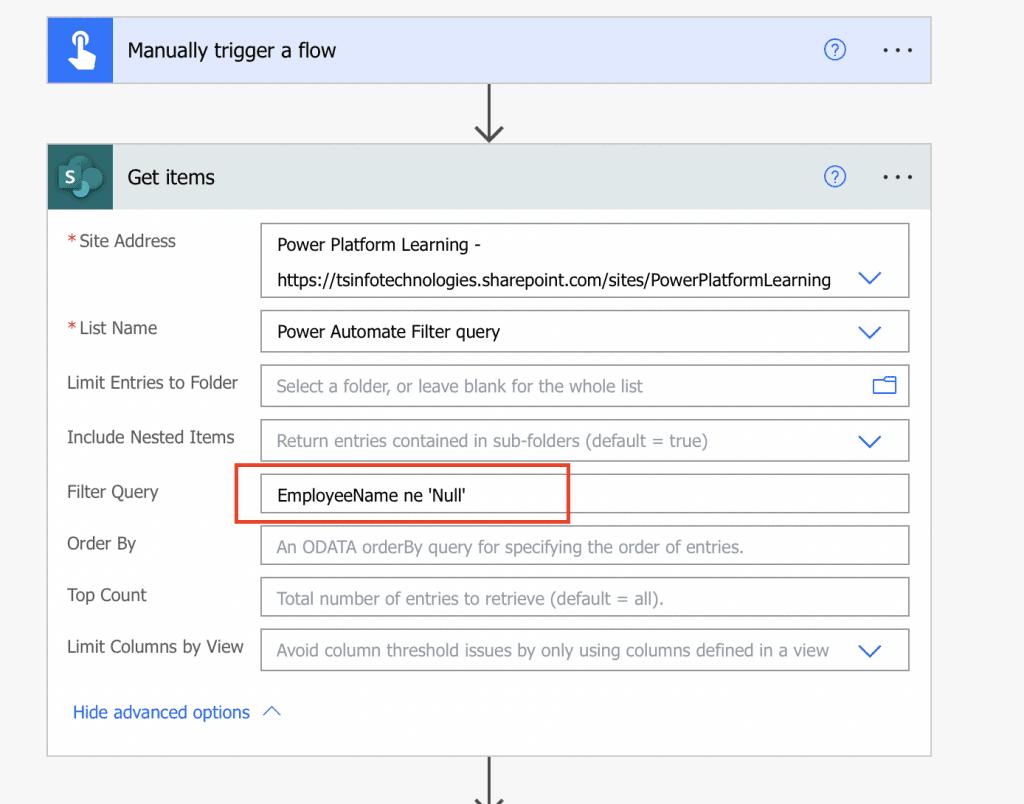 Manually trigger a flow
?
S
Get items
?
* Site Address
Power Platform Learning -
https://tsinfotechnologies.sharepoint.com/sites/PowerPlatformLearning
* List Name
Power Automate Filter query
Limit Entries to Folder
Select a folder, or leave blank for the whole list
Include Nested Items
Return entries contained in sub-folders (default = true)
Filter Query
EmployeeName ne 'Null'
Order By
An ODATA orderBy query for specifying the order of entries.
Top Count
Total number of entries to retrieve (default = all).
Limit Columns by View
Avoid column threshold issues by only using columns defined in a view
Hide advanced options